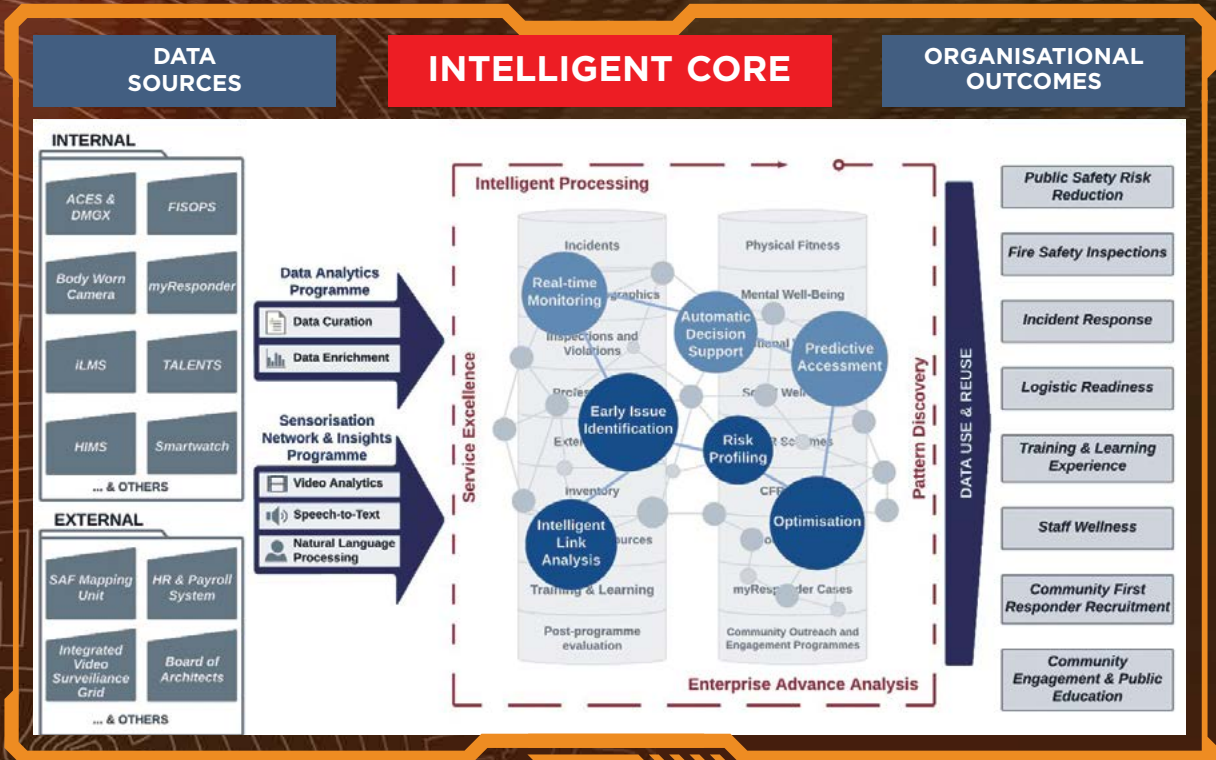 DATA
SOURCES
INTELLIGENT CORE
ORGANISATIONAL
OUTCOMES
INTERNAL
ACES &
DMGX
FISOPS
Body Worn
Camera
myResponder
iLMS
TALENTS
HIMS
Smartwatch
... & OTHERS
EXTERNAL
SAF Mapping
Unit
HR & Payroll
System
Integrated
Video
Surveillance
Grid
Board of
Architects
... & OTHERS
Data Analytics
Programme
Data Curation
Data Enrichment
Sensorisation
Network & Insights
Programme
Video Analytics
Speech-to-Text
Natural Language
Processing
Intelligent Processing
Service Excellence
Incidents
Real-time
Monitoring
graphics
Inspections and
Violations
Early Issue
Identification
Inventory
Intelligent
Link
Analysis
Training & Learning
Post-programme
evaluation
Physical Fitness
Mental Well-Being
Automatic
Decision
Support
Predictive
Assessment
Risk
Profiling
Optimisation
Cases
Community Outreach and
Engagement Programmes
Pattern Discovery
Enterprise Advance Analysis
DATA USE & REUSE
Public Safety Risk
Reduction
Fire Safety Inspections
Incident Response
Logistic Readiness
Training & Learning
Experience
Staff Wellness
Community First
Responder Recruitment
Community
Engagement & Public
Education